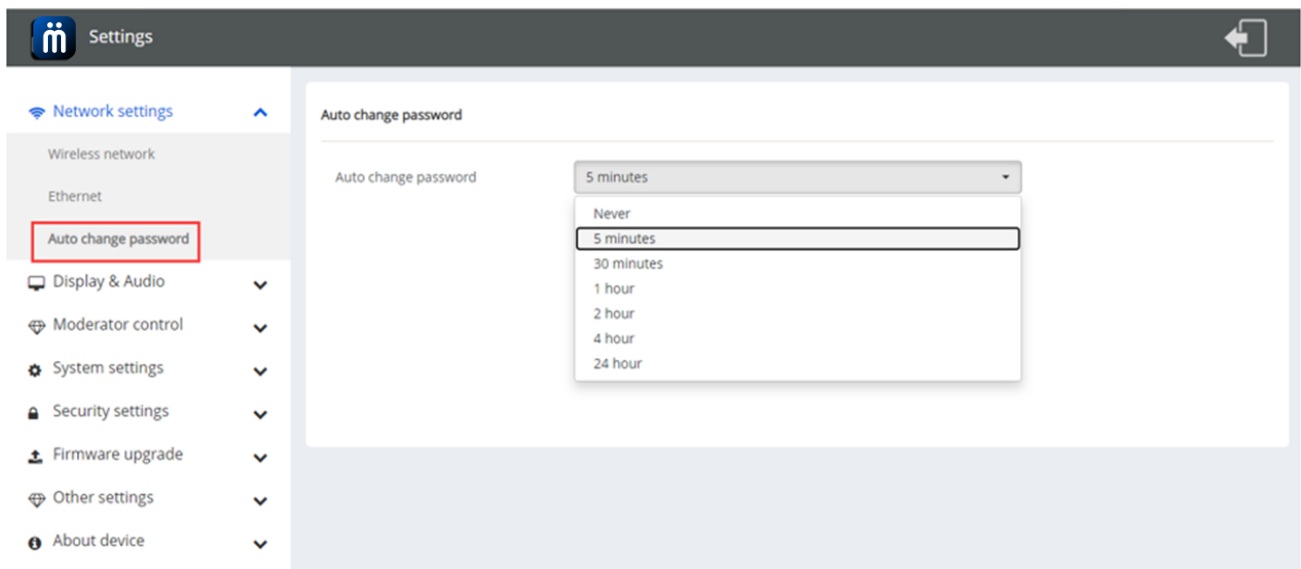 Settings
Network settings
Wireless network
Ethernet
Auto change password
Display & Audio
Moderator control
System settings
Security settings
Firmware upgrade
Other settings
About device
Auto change password
Auto change password
5 minutes
Never
5 minutes
30 minutes
1 hour
2 hour
4 hour
24 hour